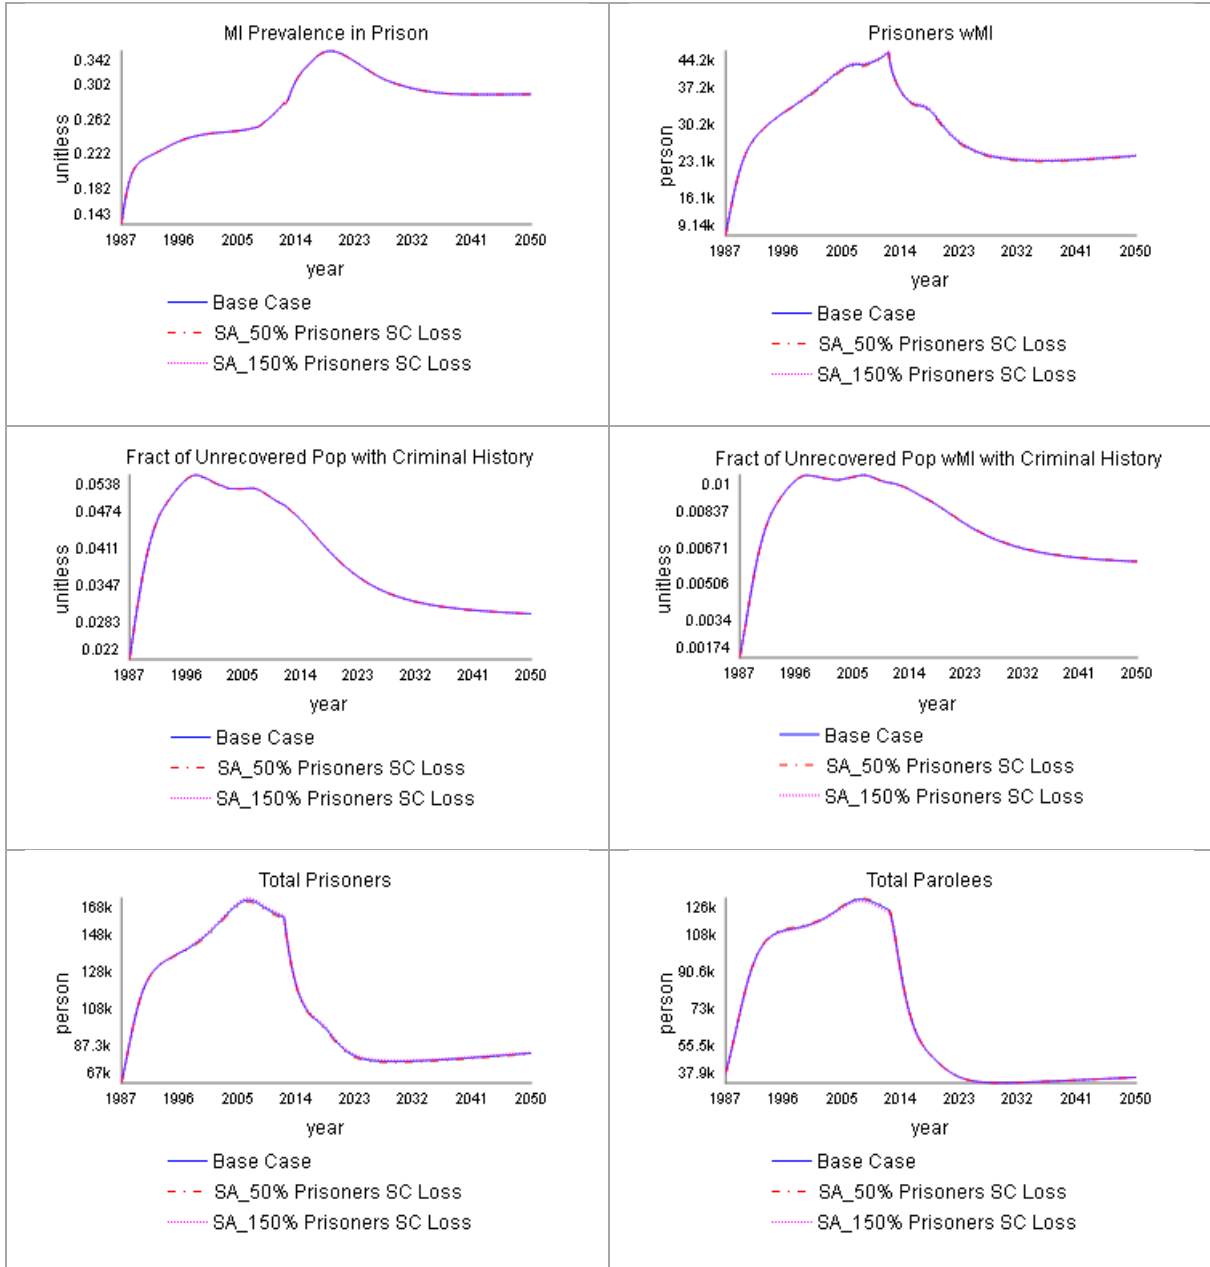 MI Prevalence in Prison
0.342
0.302
0.262
0.222
0.182
0.143
unitless
1987 1996 2005 2014 2023 2032 2041 2050
year
Base Case
SA_50% Prisoners SC Loss
SA_150% Prisoners SC Loss
Prisoners wMI
44.2k
37.2k
30.2k
23.1k
16.1k
9.14k
person
1987 1996 2005 2014 2023 2032 2041 2050
year
Base Case
SA_50% Prisoners SC Loss
SA_150% Prisoners SC Loss
Fract of Unrecovered Pop with Criminal History
0.0538
0.0474
0.0411
0.0347
0.0283
0.022
unitless
1987 1996 2005 2014 2023 2032 2041 2050
year
Base Case
SA_50% Prisoners SC Loss
SA_150% Prisoners SC Loss
Fract of Unrecovered Pop wMI with Criminal History
0.01
0.00837
0.00671
0.00506
0.0034
0.00174
unitless
1987 1996 2005 2014 2023 2032 2041 2050
year
Base Case
SA_50% Prisoners SC Loss
SA_150% Prisoners SC Loss
Total Prisoners
168k
148k
128k
108k
87.3k
67k
person
1987 1996 2005 2014 2023 2032 2041 2050
year
Base Case
SA_50% Prisoners SC Loss
SA_150% Prisoners SC Loss
Total Parolees
126k
108k
90.6k
73k
55.5k
37.9k
person
1987 1996 2005 2014 2023 2032 2041 2050
year
Base Case
SA_50% Prisoners SC Loss
SA_150% Prisoners SC Loss